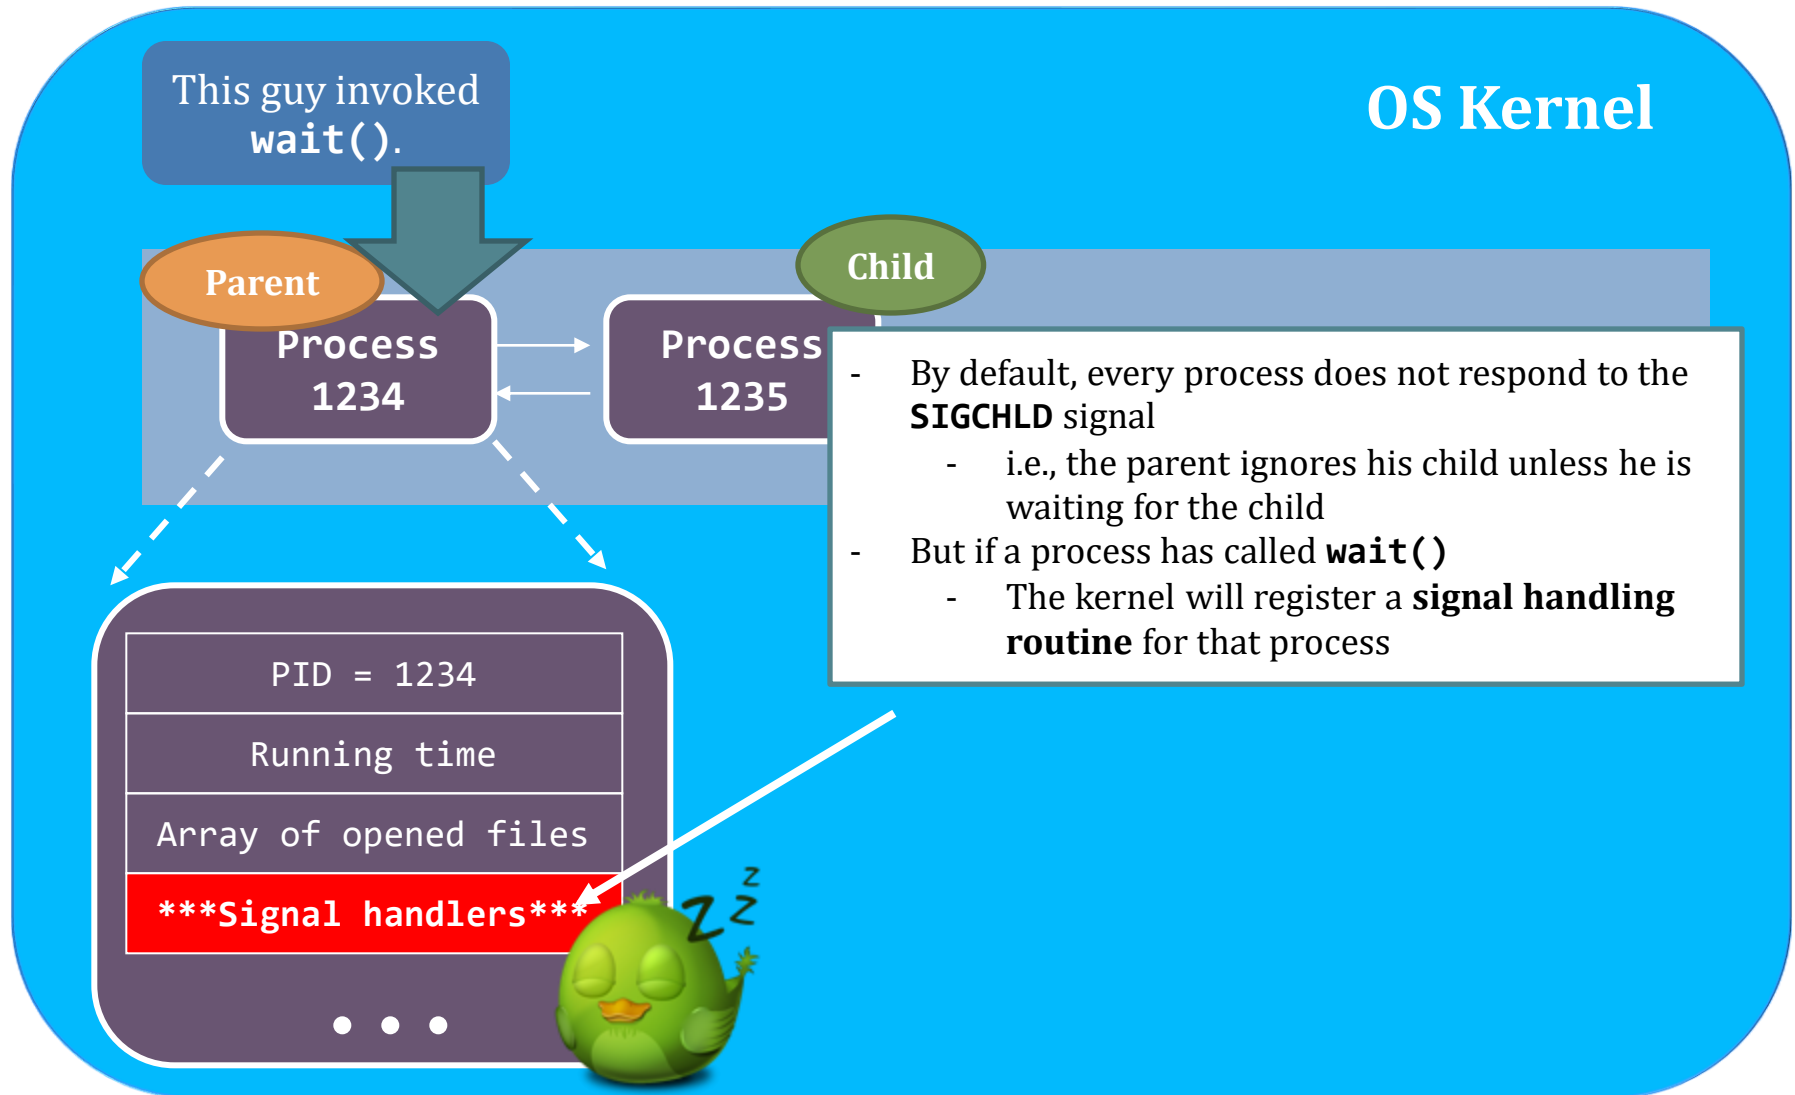 This guy invoked
wait().
OS Kernel
Parent
Child
Process
1234
Process
1235
- By default, every process does not respond to the
SIGCHLD signal
- i.e., the parent ignores his child unless he is
waiting for the child
- But if a process has called wait()
- The kernel will register a signal handling
routine for that process
PID = 1234
Running time
Array of opened files
***Signal handlers***
z
z
z
● ● ●